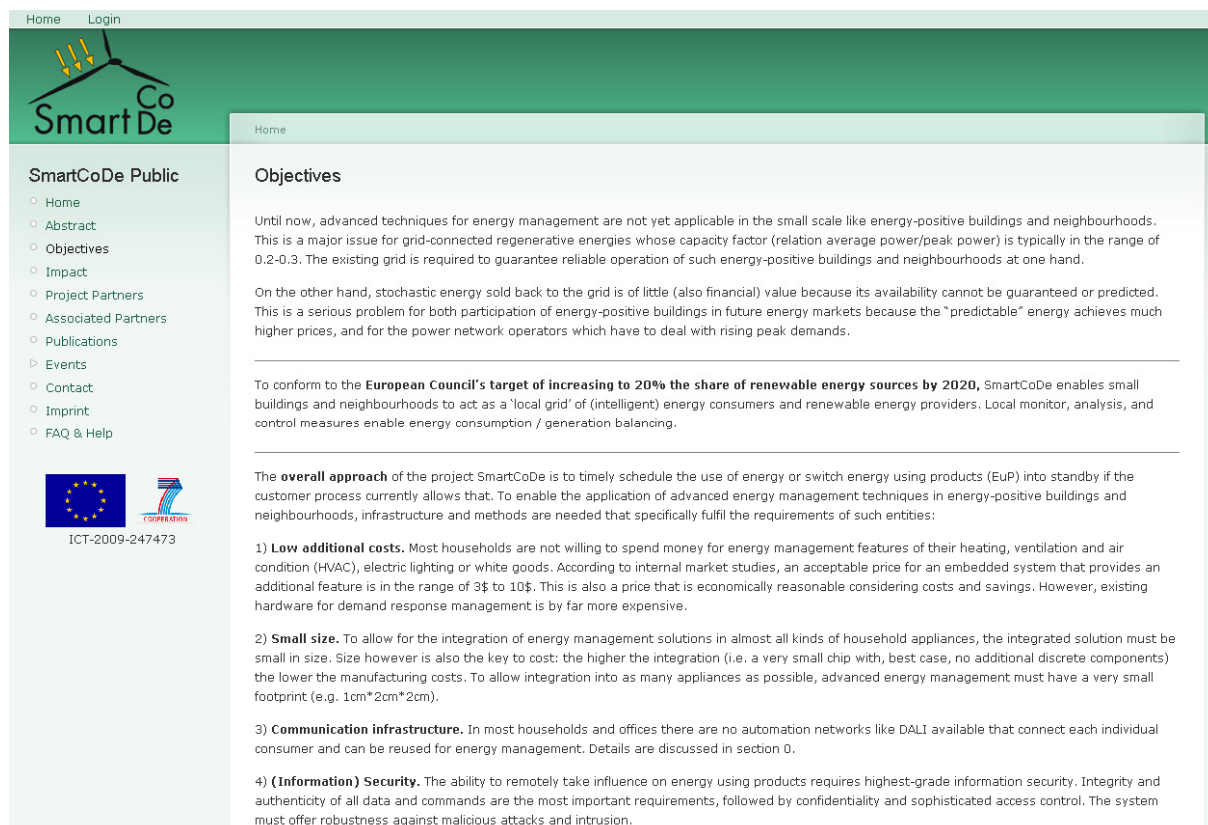 Home Login
Smart Co De
Home
SmartCoDe Public
Home
Abstract
Objectives
Impact
Project Partners
Associated Partners
Publications
Events
Contact
Imprint
FAQ & Help
7
COOPERATION
ICT-2009-247473
Objectives
Until now, advanced techniques for energy management are not yet applicable in the small scale like energy-positive buildings and neighbourhoods.
This is a major issue for grid-connected regenerative energies whose capacity factor (relation average power/peak power) is typically in the range of
0.2-0.3. The existing grid is required to guarantee reliable operation of such energy-positive buildings and neighbourhoods at one hand.
On the other hand, stochastic energy sold back to the grid is of little (also financial) value because its availability cannot be guaranteed or predicted.
This is a serious problem for both participation of energy-positive buildings in future energy markets because the "predictable" energy achieves much
higher prices, and for the power network operators which have to deal with rising peak demands.
To conform to the European Council's target of increasing to 20% the share of renewable energy sources by 2020, SmartCoDe enables small
buildings and neighbourhoods to act as a 'local grid' of (intelligent) energy consumers and renewable energy providers. Local monitor, analysis, and
control measures enable energy consumption / generation balancing.
The overall approach of the project SmartCoDe is to timely schedule the use of energy or switch energy using products (EuP) into standby if the
customer process currently allows that. To enable the application of advanced energy management techniques in energy-positive buildings and
neighbourhoods, infrastructure and methods are needed that specifically fulfil the requirements of such entities:
1) Low additional costs. Most households are not willing to spend money for energy management features of their heating, ventilation and air
condition (HVAC), electric lighting or white goods. According to internal market studies, an acceptable price for an embedded system that provides an
additional feature is in the range of 3$ to 10$. This is also a price that is economically reasonable considering costs and savings. However, existing
hardware for demand response management is by far more expensive.
2) Small size. To allow for the integration of energy management solutions in almost all kinds of household appliances, the integrated solution must be
small in size. Size however is also the key to cost: the higher the integration (i.e. a very small chip with, best case, no additional discrete components)
the lower the manufacturing costs. To allow integration into as many appliances as possible, advanced energy management must have a very small
footprint (e.g. 1cm*2cm*2cm).
3) Communication infrastructure. In most households and offices there are no automation networks like DALI available that connect each individual
consumer and can be reused for energy management. Details are discussed in section 0.
4) (Information) Security. The ability to remotely take influence on energy using products requires highest-grade information security. Integrity and
authenticity of all data and commands are the most important requirements, followed by confidentiality and sophisticated access control. The system
must offer robustness against malicious attacks and intrusion.